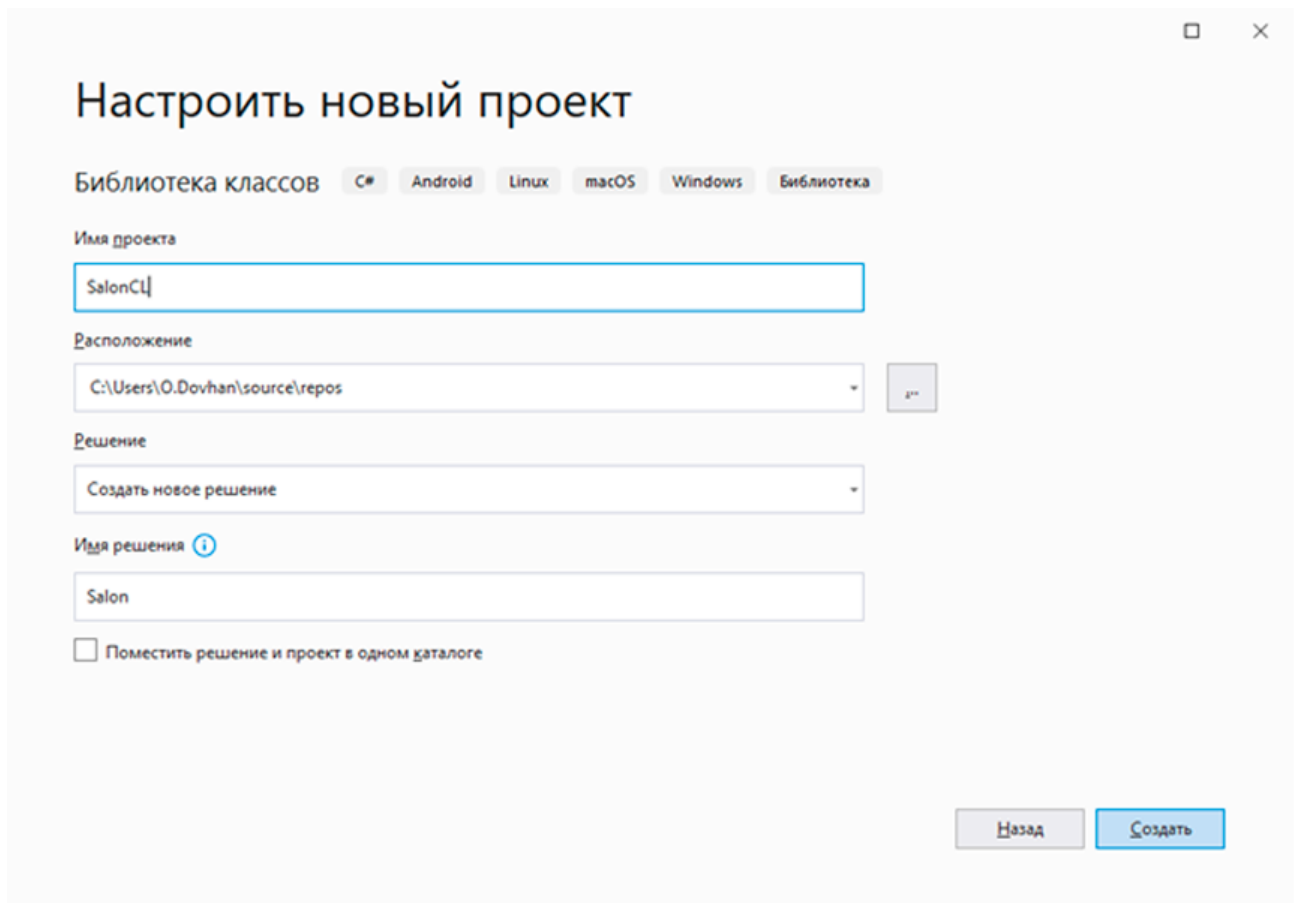 Настроить новый проект
Библиотека классов C# Android Linux macOS Windows Библиотека
Имя проекта
SalonCL
Расположение
C:\Users\O.Dovhan\source\repos
...
Решение
Создать новое решение
Имя решения
Salon
Поместить решение и проект в одном каталоге
Назад Создать